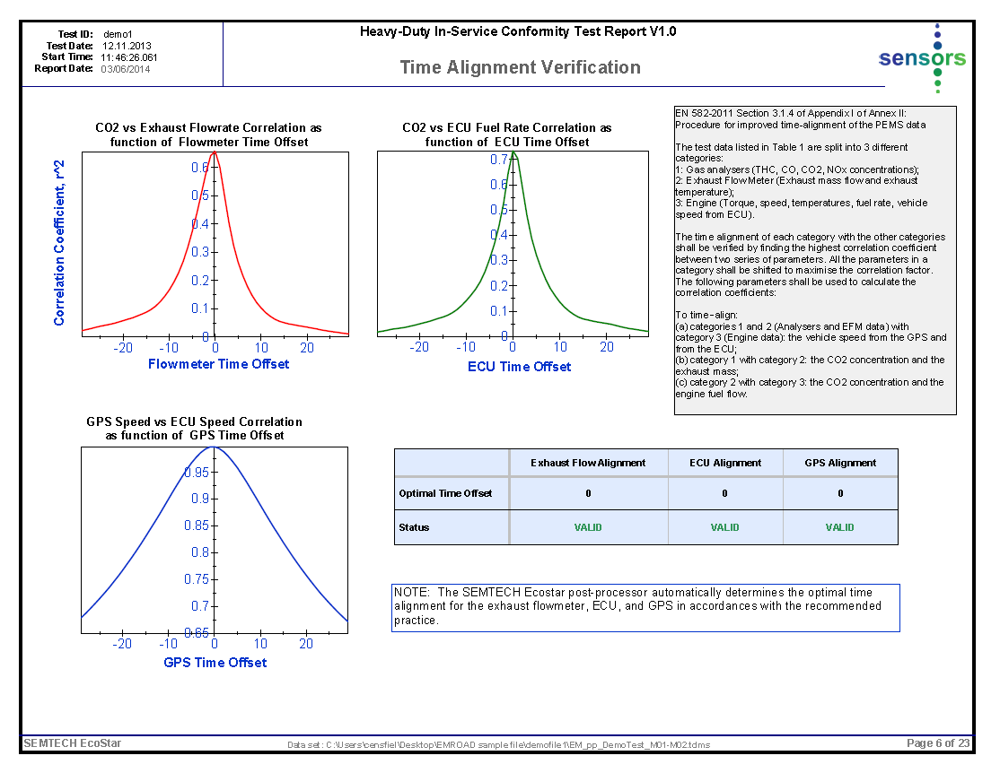 Test ID: demo1
Test Date: 12.11.2013
Start Time: 11:46:26.061
Report Date: 03/06/2014
Heavy-Duty In-Service Conformity Test Report V1.0
Time Alignment Verification
sensors
CO2 vs Exhaust Flowrate Correlation as
function of Flowmeter Time Offset
Correlation Coefficient, r^2
0.6
0.5
0.4
0.3
0.2
0.1
0
-20 -10 0 10 20
Flowmeter Time Offset
CO2 vs ECU Fuel Rate Correlation as
function of ECU Time Offset
0.7
0.6
0.5
0.4
0.3
0.2
0.1
0
-20 -10 0 10 20
ECU Time Offset
EN 582-2011 Section 3.1.4 of Appendix I of Annex II:
Procedure for improved time-alignment of the PEMS data
The test data listed in Table 1 are split into 3 different
categories:
1: Gas analysers (THC, CO, CO2, NOx concentrations);
2: Exhaust Flow Meter (Exhaust mass flow and exhaust
temperature);
3: Engine (Torque, speed, temperatures, fuel rate, vehicle
speed from ECU).
The time alignment of each category with the other categories
shall be verified by finding the highest correlation coefficient
between two series of parameters. All the parameters in a
category shall be shifted to maximise the correlation factor.
The following parameters shall be used to calculate the
correlation coefficients:
To time-align:
(a) categories 1 and 2 (Analysers and EFM data) with
category 3 (Engine data): the vehicle speed from the GPS and
from the ECU;
(b) category 1 with category 2: the CO2 concentration and the
exhaust mass;
(c) category 2 with category 3: the CO2 concentration and the
engine fuel flow.
GPS Speed vs ECU Speed Correlation
as function of GPS Time Offset
0.95
0.9
0.85
0.8
0.75
0.7
0.65
-20 -10 0 10 20
GPS Time Offset
Exhaust Flow Alignment ECU Alignment GPS Alignment
Optimal Time Offset 0 0 0
Status VALID VALID VALID
NOTE: The SEMTECH Ecostar post-processor automatically determines the optimal time
alignment for the exhaust flowmeter, ECU, and GPS in accordances with the recommended
practice.
SEMTECH EcoStar
Data set: C:\Users\censfiel\Desktop\EMROAD sample file\demofile1\EM_pp_DemoTest_M01-M02.tdms
Page 6 of 23